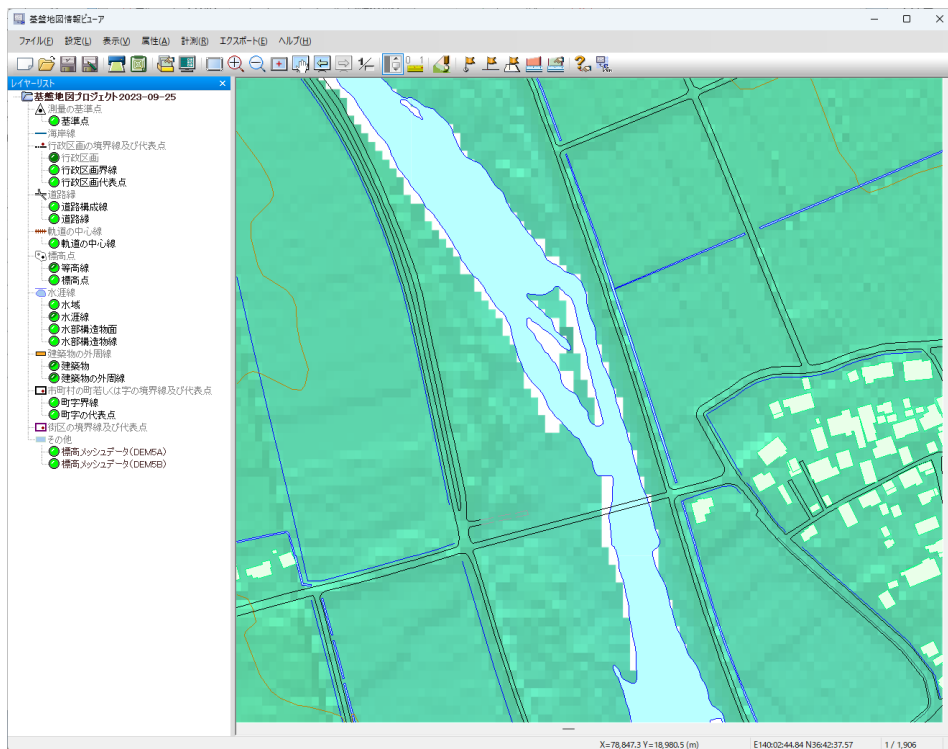 基盤地図情報ビューア
ファイル(F) 設定(L) 表示(V) 属性(A) 計測(R) エクスポート(E) ヘルプ(H)
レイヤーリスト
基盤地図プロジェクト2023-09-25
測量の基準点
基準点
海岸線
行政区画の境界線及び代表点
行政区画
行政区画界線
行政区画代表点
道路縁
道路構成線
道路縁
軌道の中心線
軌道の中心線
標高点
等高線
標高点
水涯線
水域
水涯線
水部構造物面
水部構造物線
建築物の外周線
建築物
建築物の外周線
市町村の町若しくは字の境界線及び代表点
町字界線
町字の代表点
街区の境界線及び代表点
その他
標高メッシュデータ(DEM5A)
標高メッシュデータ(DEM5B)
X=78,847.3 Y=18,980.5 (m) E140:02:44.84 N36:42:37.57 1 / 1,906